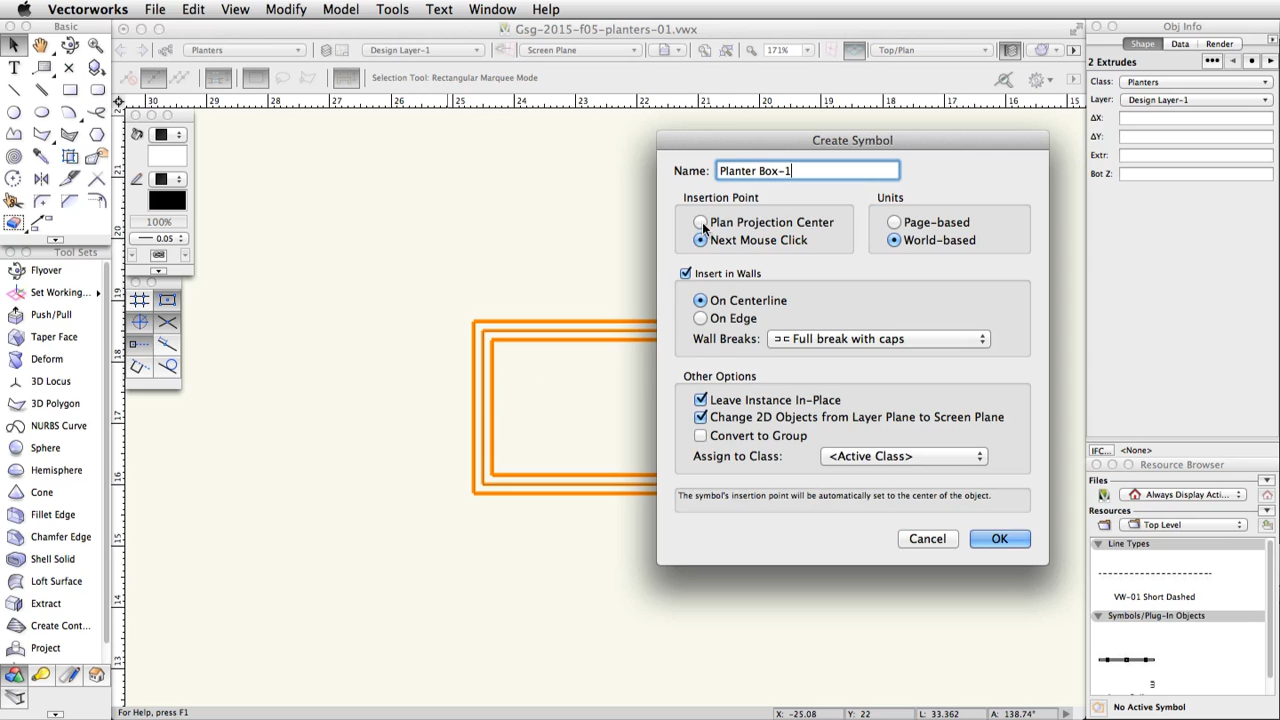 Vectorworks File Edit View Modify Model Tools Text Window Help
Basic
Gsg-2015-f05-planters-01.vwx
Obj Info
Planters Design Layer-1 Screen Plane 171% Top/Plan
Shape Data Render
2 Extrudes
Selection Tool: Rectangular Marquee Mode
Class: Planters
Layer: Design Layer-1
30 29 28 27 26 25 24 23 22 21 20 19 18 17 16 15
ΔX:
ΔY:
Extr:
Bot Z:
Create Symbol
Name: Planter Box-1
Insertion Point
Units
Plan Projection Center
Page-based
Next Mouse Click
World-based
Insert in Walls
On Centerline
On Edge
Wall Breaks: Full break with caps
Other Options
Leave Instance In-Place
Change 2D Objects from Layer Plane to Screen Plane
Convert to Group
Assign to Class: <Active Class>
The symbol's insertion point will be automatically set to the center of the object.
Cancel OK
100%
0.05
Tool Sets
Flyover
Set Working...
Push/Pull
Taper Face
Deform
3D Locus
3D Polygon
NURBS Curve
Sphere
Hemisphere
Cone
Fillet Edge
Chamfer Edge
Shell Solid
Loft Surface
Extract
Create Cont...
Project
21
19
18
17
16
15
14
13
IFC... <None>
Resource Browser
Files
Always Display Acti...
Resources
Top Level
Line Types
VW-01 Short Dashed
Symbols/Plug-In Objects
No Active Symbol
For Help, press F1
X: -25.08 Y: 22 L: 33.362 A: 138.74°